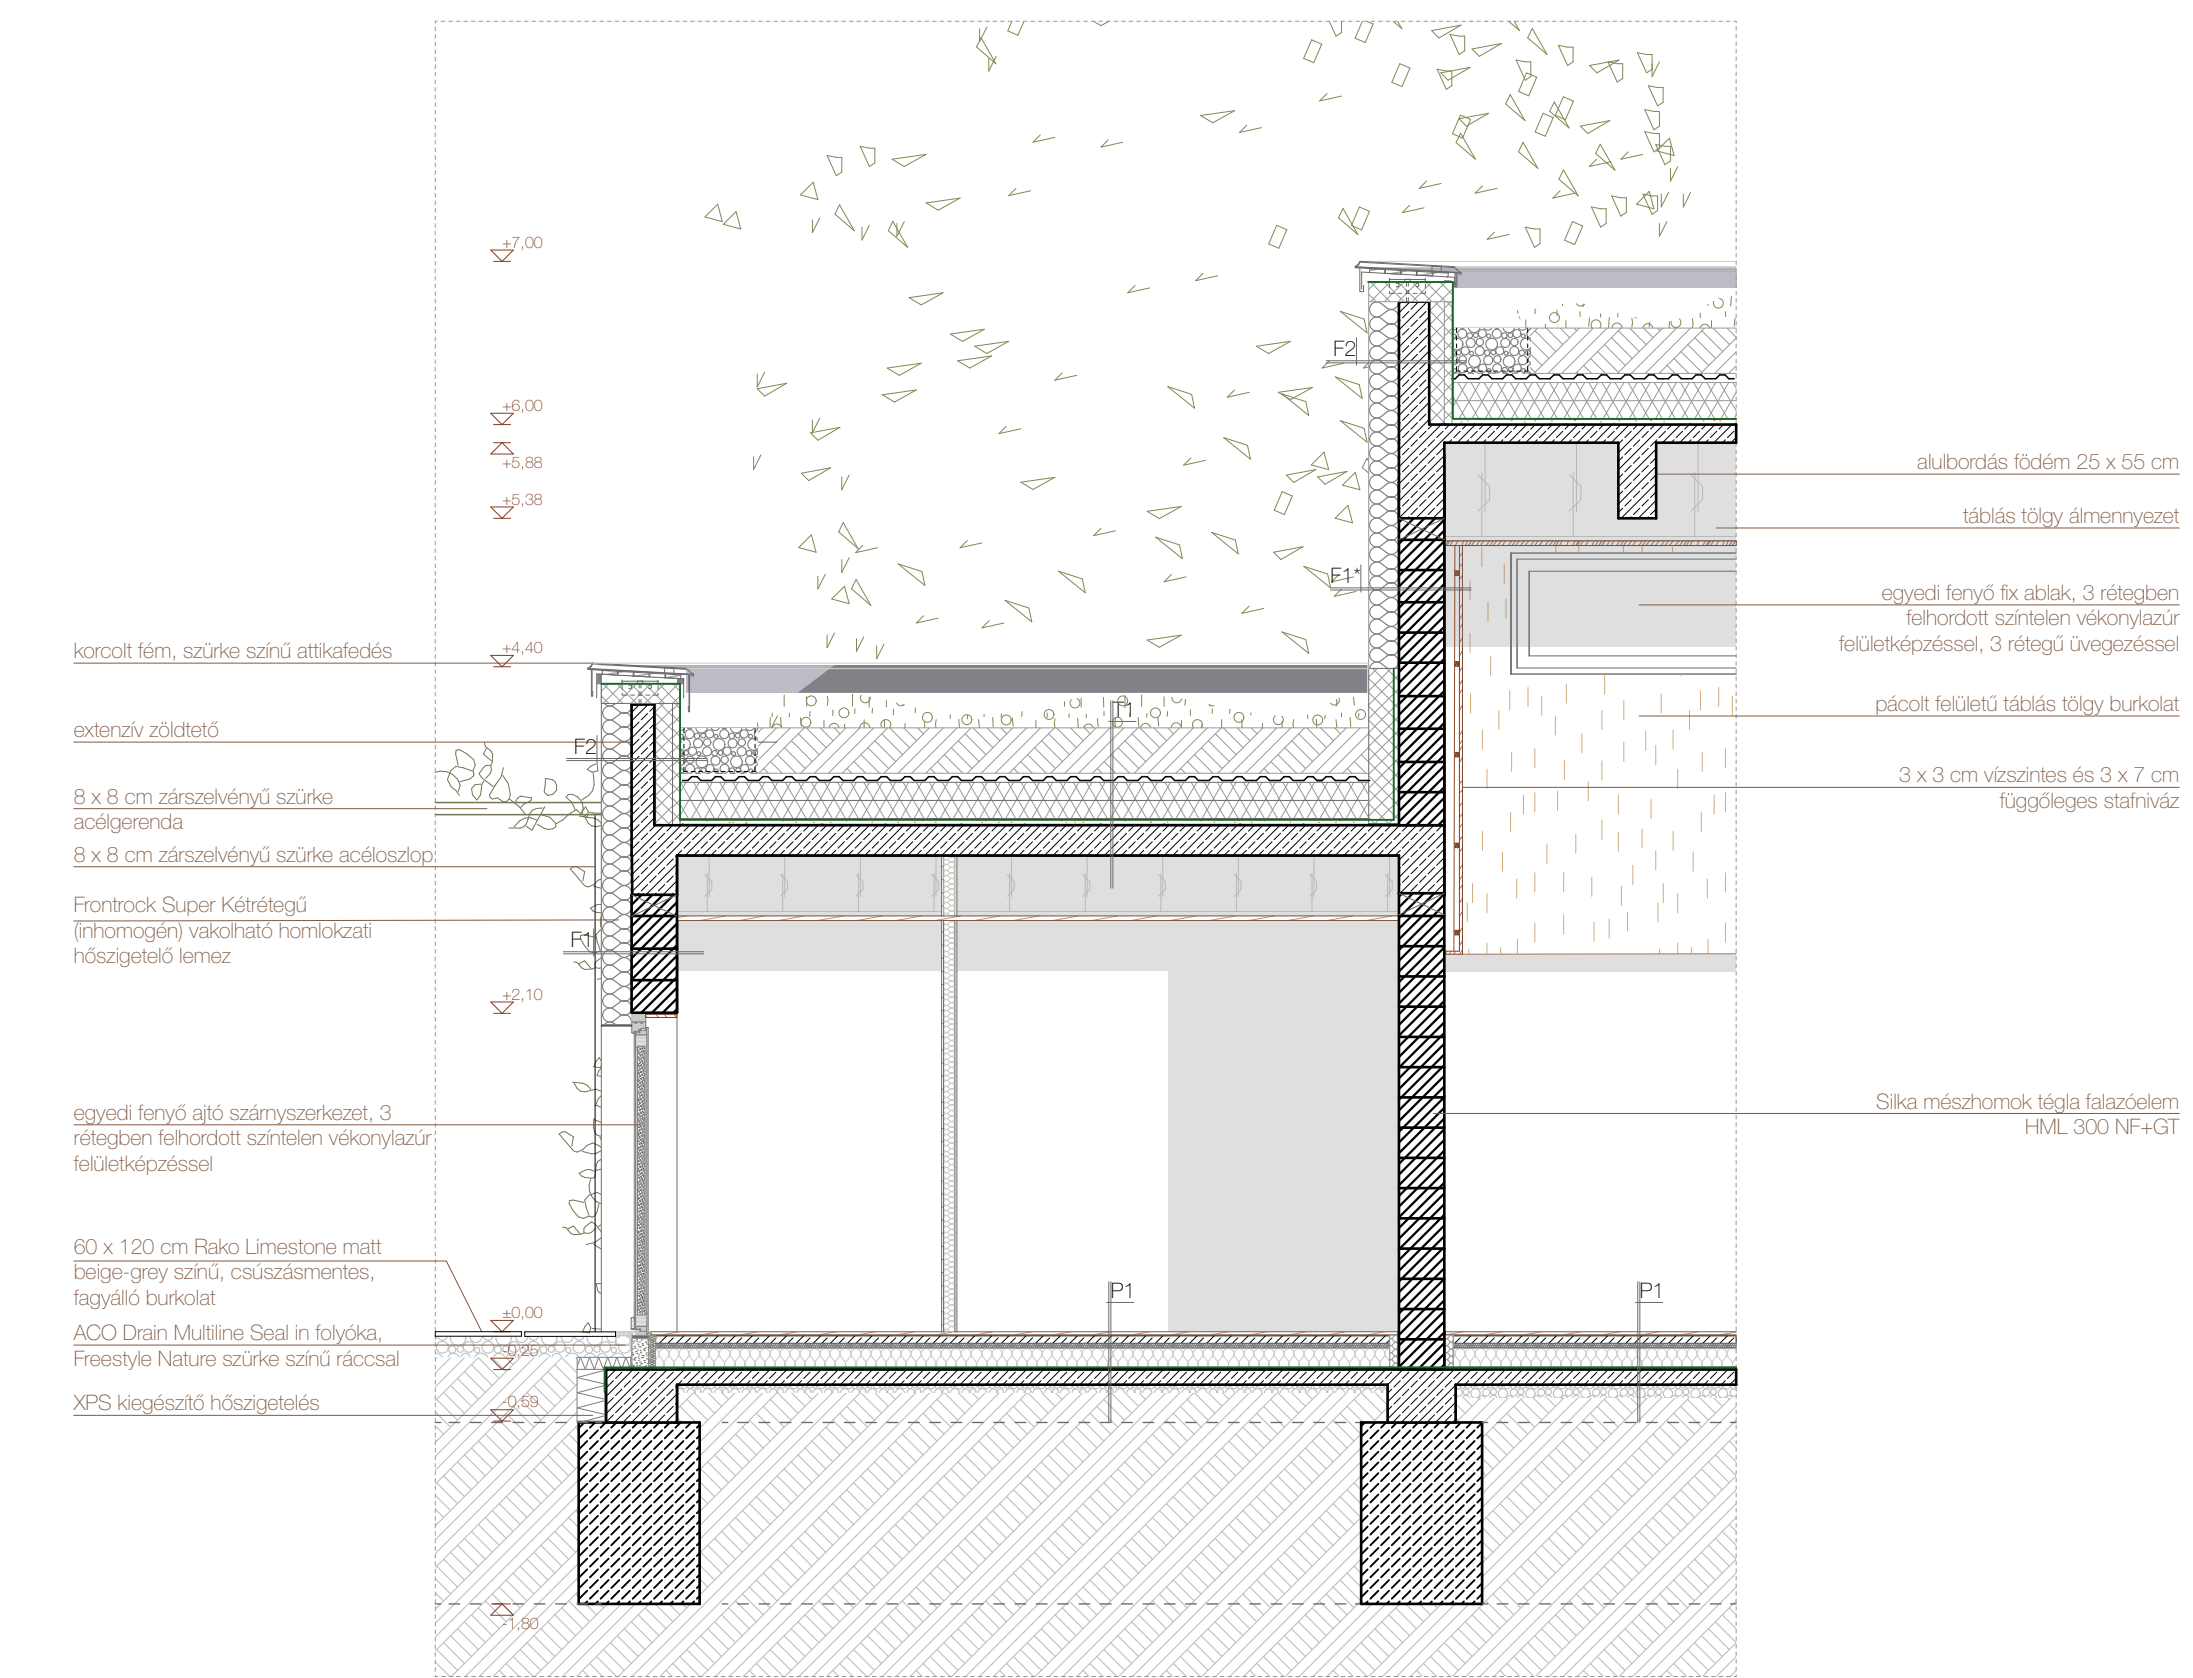 +7,00
F2
+6,00
+5,88
+5,38
alulbordás födém 25 x 55 cm
táblás tölgy álmennyezet
F1*
egyedi fenyő fix ablak, 3 rétegben
felhordott színtelen vékonylazúr
felületképzéssel, 3 rétegű üvegezéssel
pácolt felületű táblás tölgy burkolat
3 x 3 cm vízszintes és 3 x 7 cm
függőleges stafniváz
Silka mészhomok tégla falazóelem
HML 300 NF+GT
korcolt fém, szürke színű attikafedés
+4,40
extenzív zöldtető
F2
8 x 8 cm zárszelvényű szürke
acélgerenda
8 x 8 cm zárszelvényű szürke acéloszlop
Frontrock Super Kétrétegű
(inhomogén) vakolható homlokzati
hőszigetelő lemez
F1
+2,10
egyedi fenyő ajtó szárnyszerkezet, 3
rétegben felhordott színtelen vékonylazúr
felületképzéssel
60 x 120 cm Rako Limestone matt
beige-grey színű, csúszásmentes,
fagyálló burkolat
P1
P1
±0,00
ACO Drain Multiline Seal in folyóka,
Freestyle Nature szürke színű ráccsal
-0,25
XPS kiegészítő hőszigetelés
-0,59
-1,80